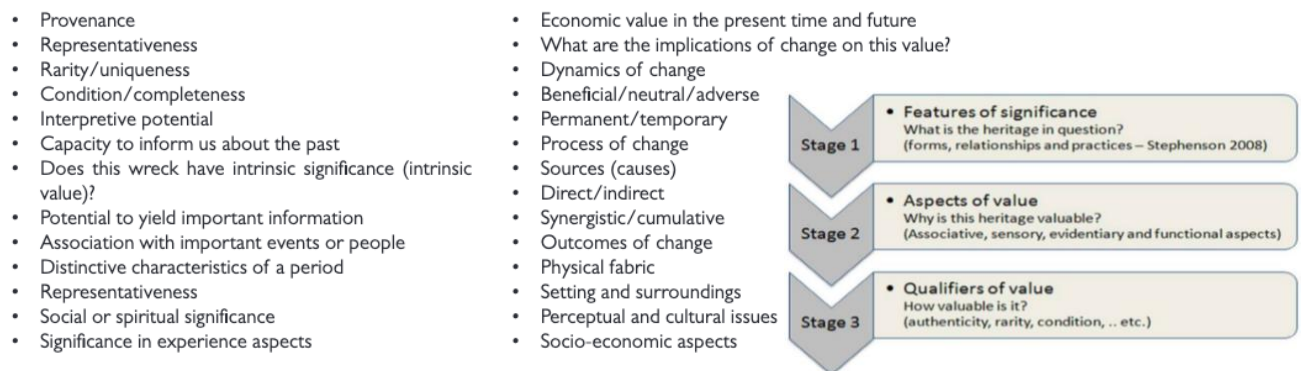 • Provenance
• Representativeness
• Rarity/uniqueness
• Condition/completeness
• Interpretive potential
• Capacity to inform us about the past
• Does this wreck have intrinsic significance (intrinsic
value)?
• Potential to yield important information
• Association with important events or people
• Distinctive characteristics of a period
• Representativeness
• Social or spiritual significance
• Significance in experience aspects
• Economic value in the present time and future
• What are the implications of change on this value?
• Dynamics of change
• Beneficial/neutral/adverse
• Permanent/temporary
• Process of change
• Sources (causes)
• Direct/indirect
• Synergistic/cumulative
• Outcomes of change
• Physical fabric
• Setting and surroundings
• Perceptual and cultural issues
• Socio-economic aspects
Stage 1
• Features of significance
What is the heritage in question?
(forms, relationships and practices – Stephenson 2008)
Stage 2
• Aspects of value
Why is this heritage valuable?
(Associative, sensory, evidentiary and functional aspects)
Stage 3
• Qualifiers of value
How valuable is it?
(authenticity, rarity, condition, .. etc.)